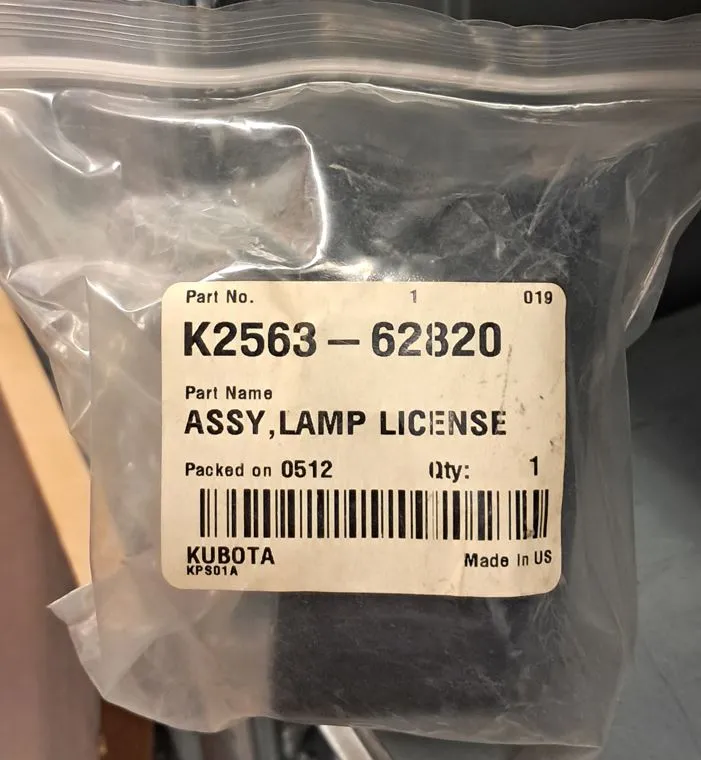 Part No. 1 019
K2563-62820
Part Name
ASSY,LAMP LICENSE
Packed on 0512 Qty: 1
KUBOTA
KPS01A
Made In US